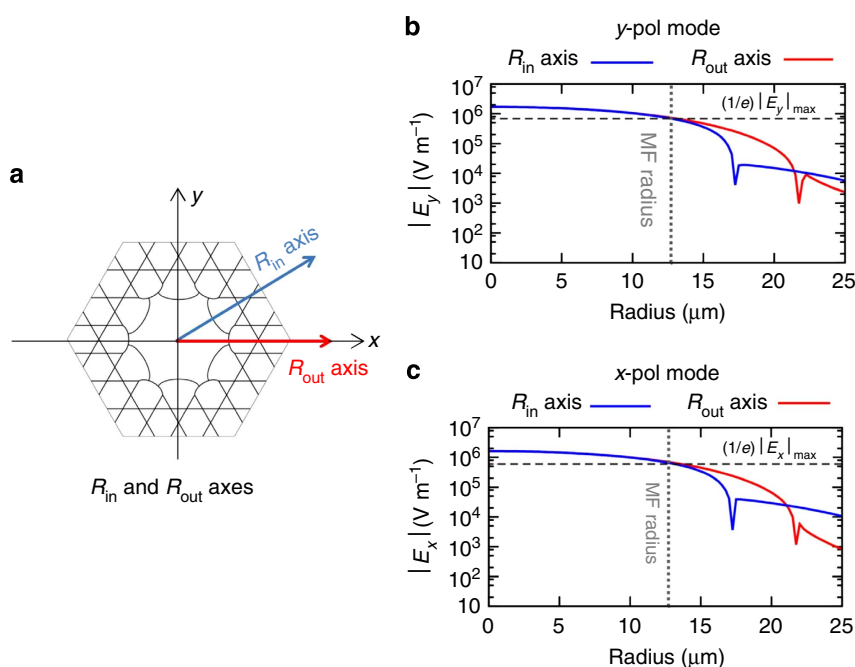 a
y
R_in axis
x
R_out axis
R_in and R_out axes
b
y-pol mode
R_in axis
R_out axis
10^7
10^6
10^5
10^4
10^3
10^2
10
|E_y| (V m^−1)
(1/e) |E_y|_max
MF radius
0 5 10 15 20 25
Radius (μm)
c
x-pol mode
R_in axis
R_out axis
10^7
10^6
10^5
10^4
10^3
10^2
10
|E_x| (V m^−1)
(1/e) |E_x|_max
MF radius
0 5 10 15 20 25
Radius (μm)